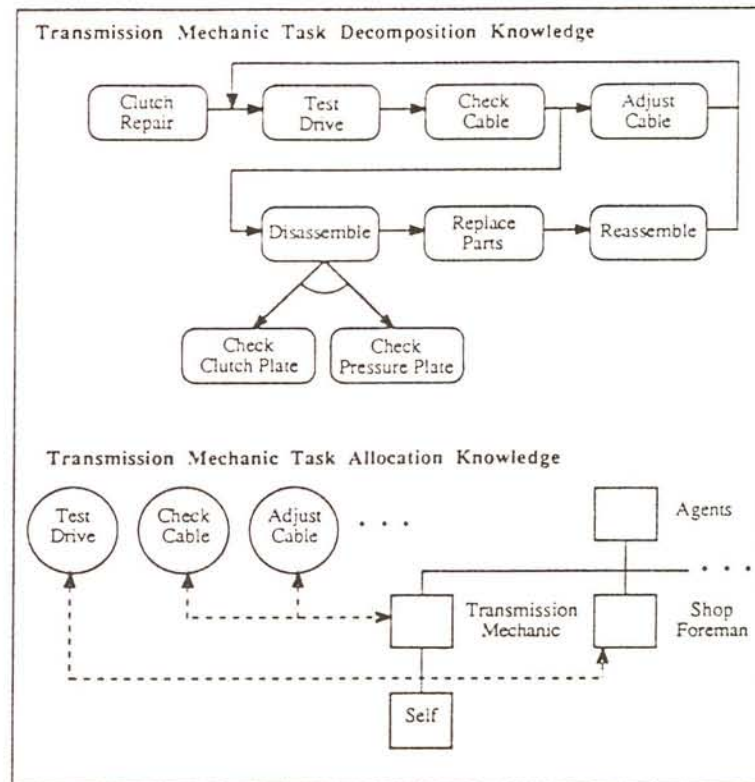 Transmission Mechanic Task Decomposition Knowledge
Clutch
Repair
Test
Drive
Check
Cable
Adjust
Cable
Disassemble
Replace
Parts
Reassemble
Check
Clutch Plate
Check
Pressure Plate
Transmission Mechanic Task Allocation Knowledge
Test
Drive
Check
Cable
Adjust
Cable
. . .
Agents
. . .
Transmission
Mechanic
Shop
Foreman
Self